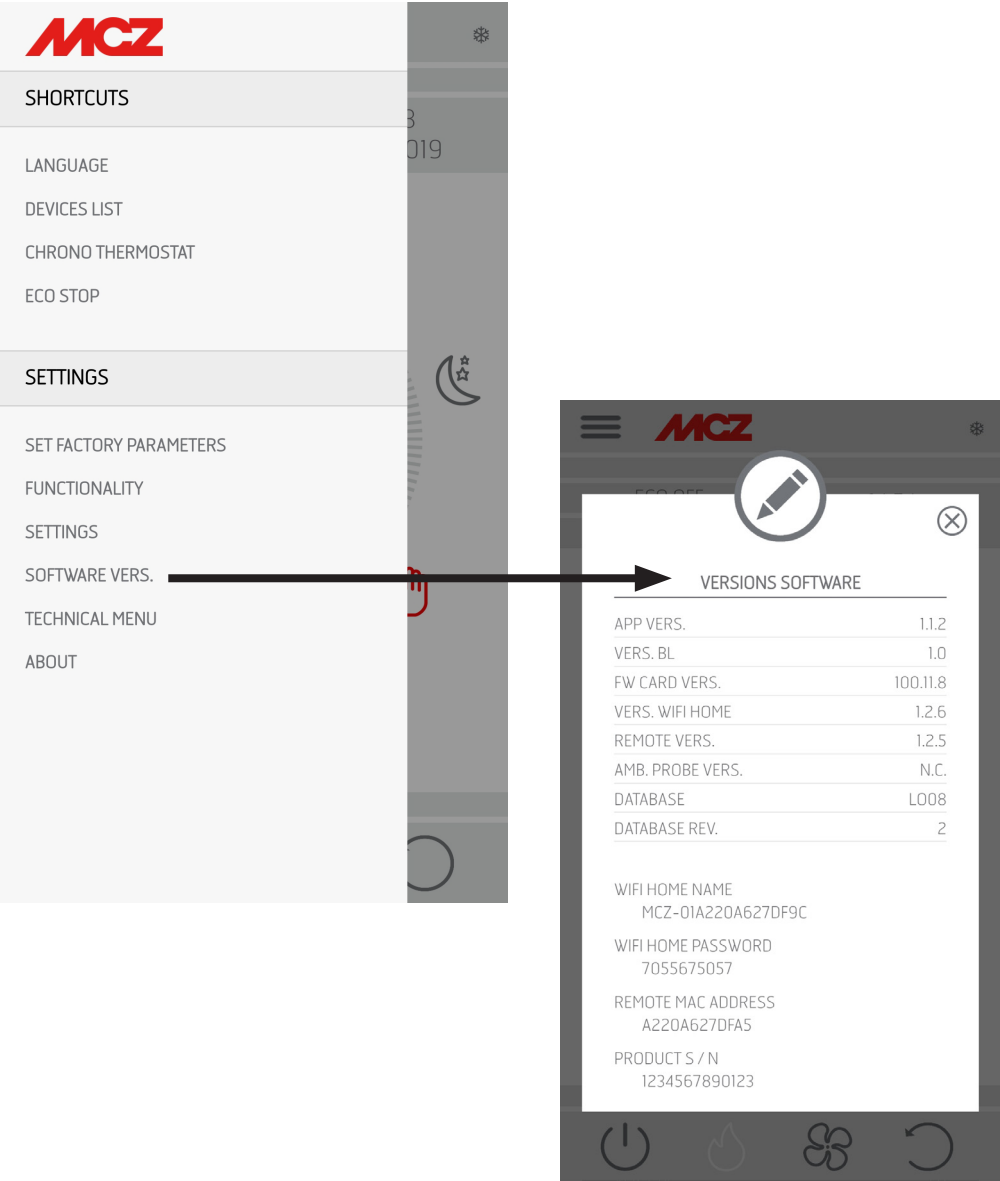 MCZ
SHORTCUTS
3
019
LANGUAGE
DEVICES LIST
CHRONO THERMOSTAT
ECO STOP
SETTINGS
SET FACTORY PARAMETERS
FUNCTIONALITY
SETTINGS
SOFTWARE VERS.
TECHNICAL MENU
ABOUT
MCZ
VERSIONS SOFTWARE
APP VERS. 1.1.2
VERS. BL 1.0
FW CARD VERS. 100.11.8
VERS. WIFI HOME 1.2.6
REMOTE VERS. 1.2.5
AMB. PROBE VERS. N.C.
DATABASE LO08
DATABASE REV. 2
WIFI HOME NAME
MCZ-01A220A627DF9C
WIFI HOME PASSWORD
7055675057
REMOTE MAC ADDRESS
A220A627DFA5
PRODUCT S / N
1234567890123